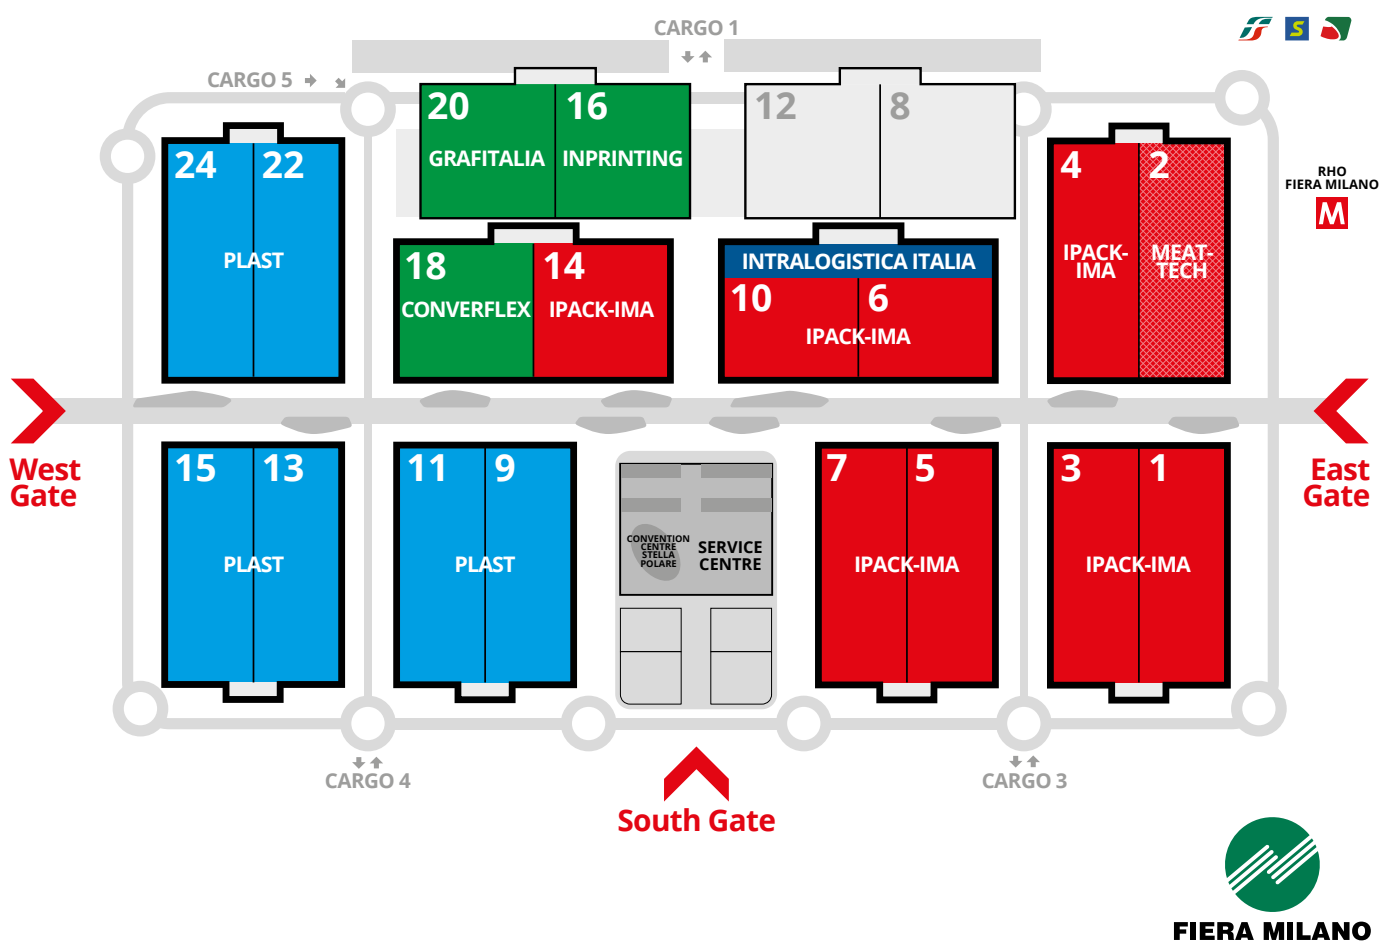 CARGO 1
CARGO 5
20
16
12
8
GRAFITALIA
INPRINTING
24
22
PLAST
4
2
IPACK-
IMA
MEAT-
TECH
RHO
FIERA MILANO
M
18
14
CONVERFLEX
IPACK-IMA
INTRALOGISTICA ITALIA
10
6
IPACK-IMA
West
Gate
East
Gate
15
13
PLAST
11
9
PLAST
CONVENTION
CENTRE
STELLA
POLARE
SERVICE
CENTRE
7
5
IPACK-IMA
3
1
IPACK-IMA
CARGO 4
CARGO 3
South Gate
FIERA MILANO
S